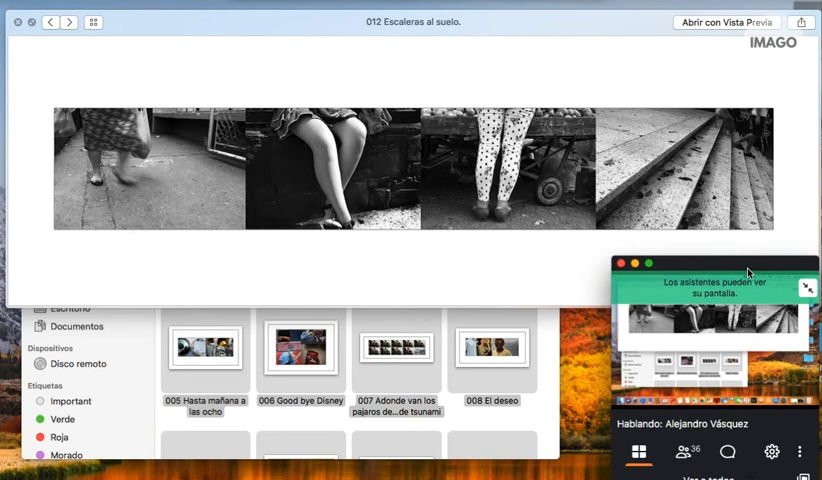 012 Escaleras al suelo.
Abrir con Vista Previa
IMAGO
Los asistentes pueden ver
su pantalla.
Escritorio
Documentos
Dispositivos
Disco remoto
Etiquetas
Important
Verde
Roja
Morado
005 Hasta mañana a
las ocho
006 Good bye Disney
007 Adonde van los
pajaros de...de tsunami
008 El deseo
Hablando: Alejandro Vásquez
36